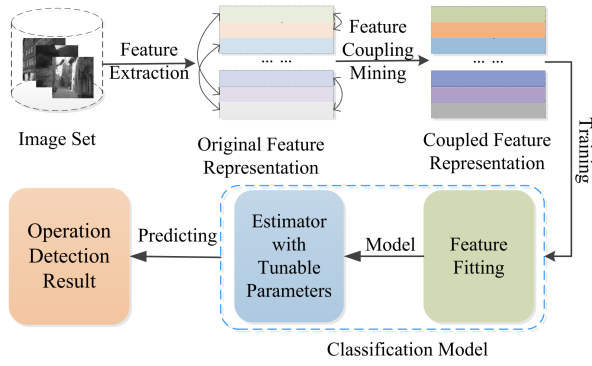 Feature
Extraction
Feature
Coupling
Mining
... ...
... ...
Image Set
Original Feature
Representation
Coupled Feature
Representation
Training
Operation
Detection
Result
Predicting
Estimator
with
Tunable
Parameters
Model
Feature
Fitting
Classification Model